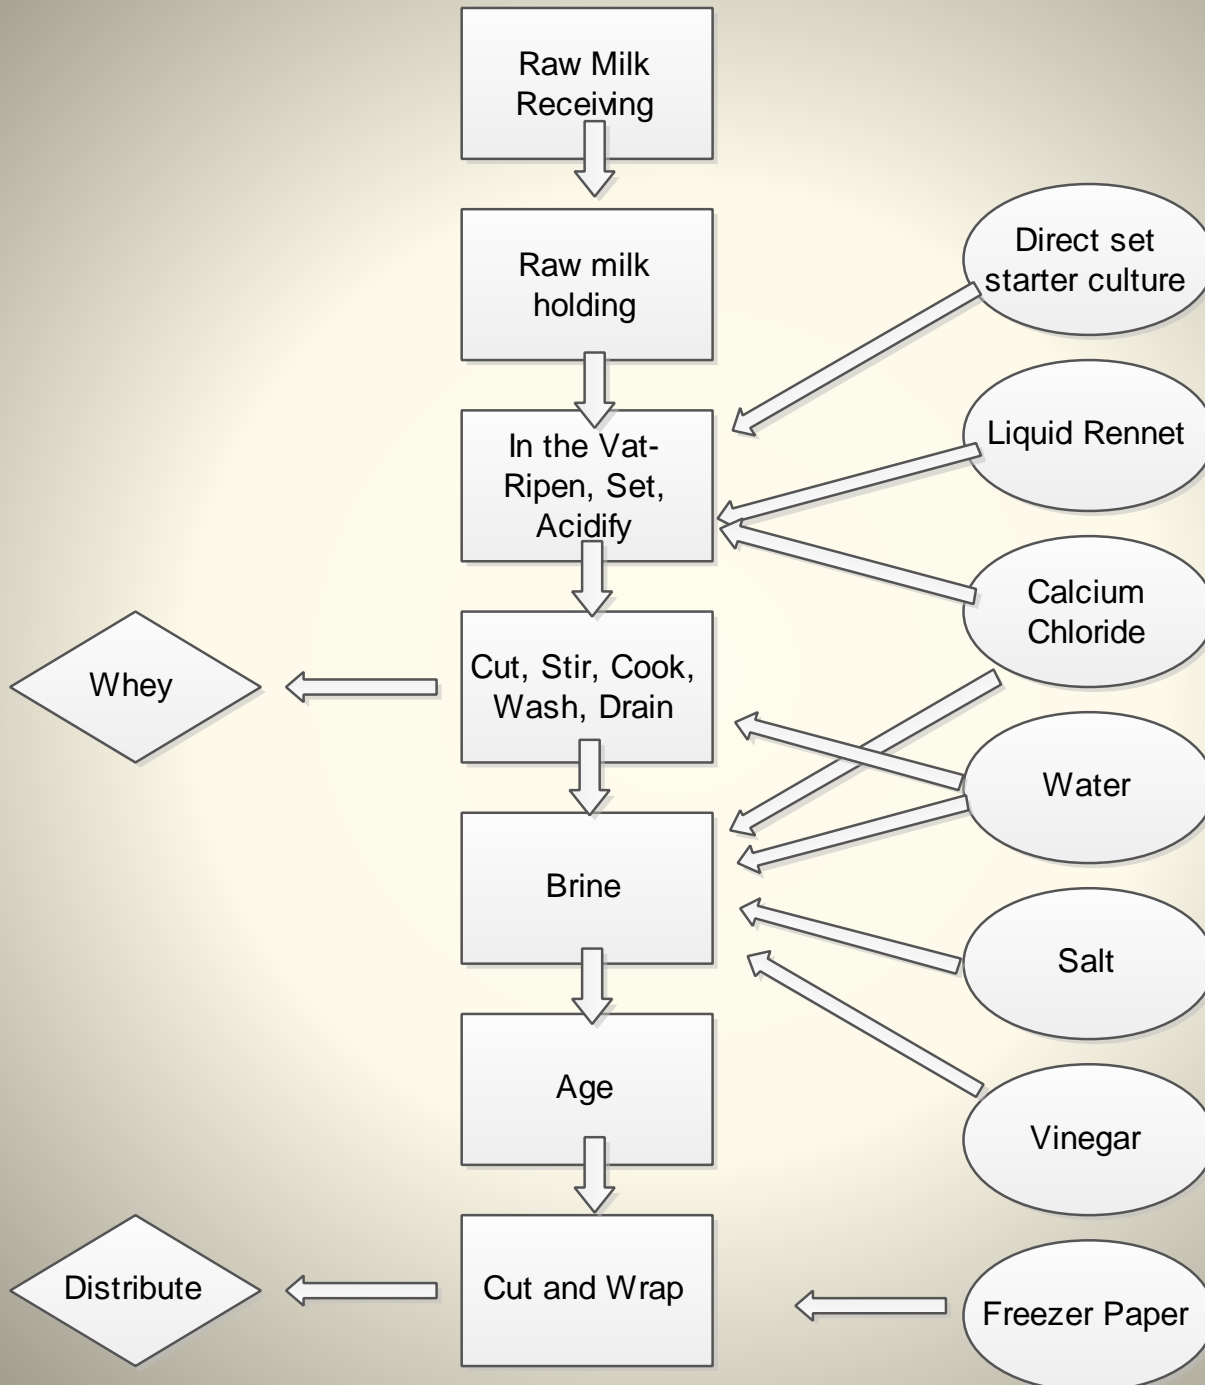 Raw Milk
Receiving
Raw milk
holding
Direct set
starter culture
In the Vat-
Ripen, Set,
Acidify
Liquid Rennet
Calcium
Chloride
Whey
Cut, Stir, Cook,
Wash, Drain
Water
Brine
Salt
Age
Vinegar
Distribute
Cut and Wrap
Freezer Paper